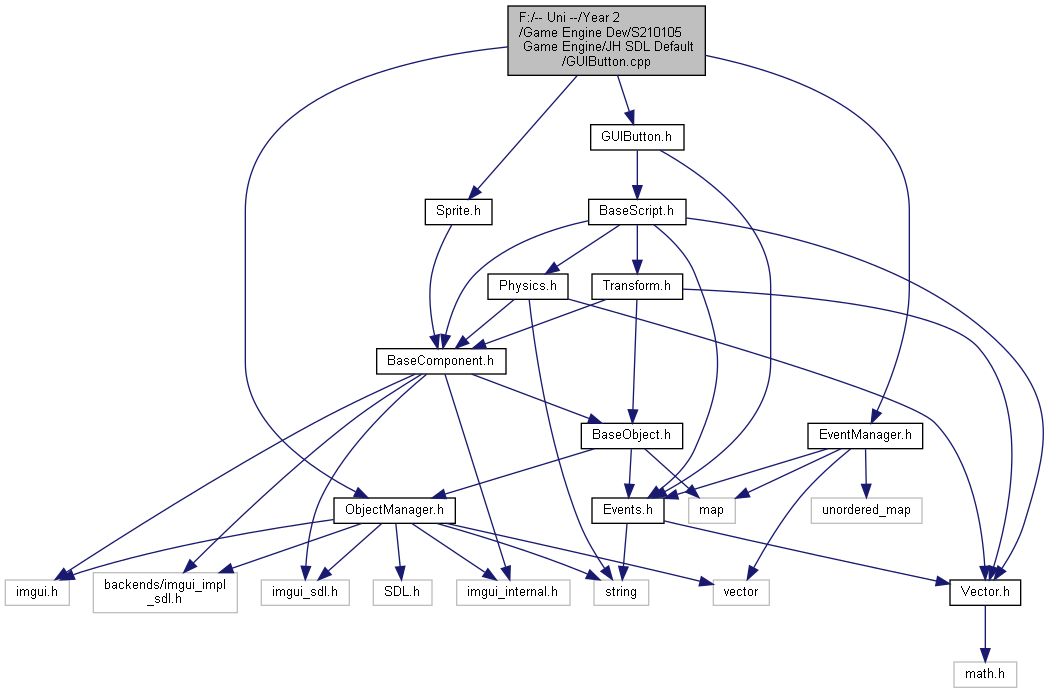 F:/-- Uni --/Year 2
/Game Engine Dev/S210105
Game Engine/JH SDL Default
/GUIButton.cpp
GUIButton.h
Sprite.h
BaseScript.h
Physics.h
Transform.h
BaseComponent.h
BaseObject.h
EventManager.h
ObjectManager.h
Events.h
map
unordered_map
imgui.h
backends/imgui_impl
_sdl.h
imgui_sdl.h
SDL.h
imgui_internal.h
string
vector
Vector.h
math.h